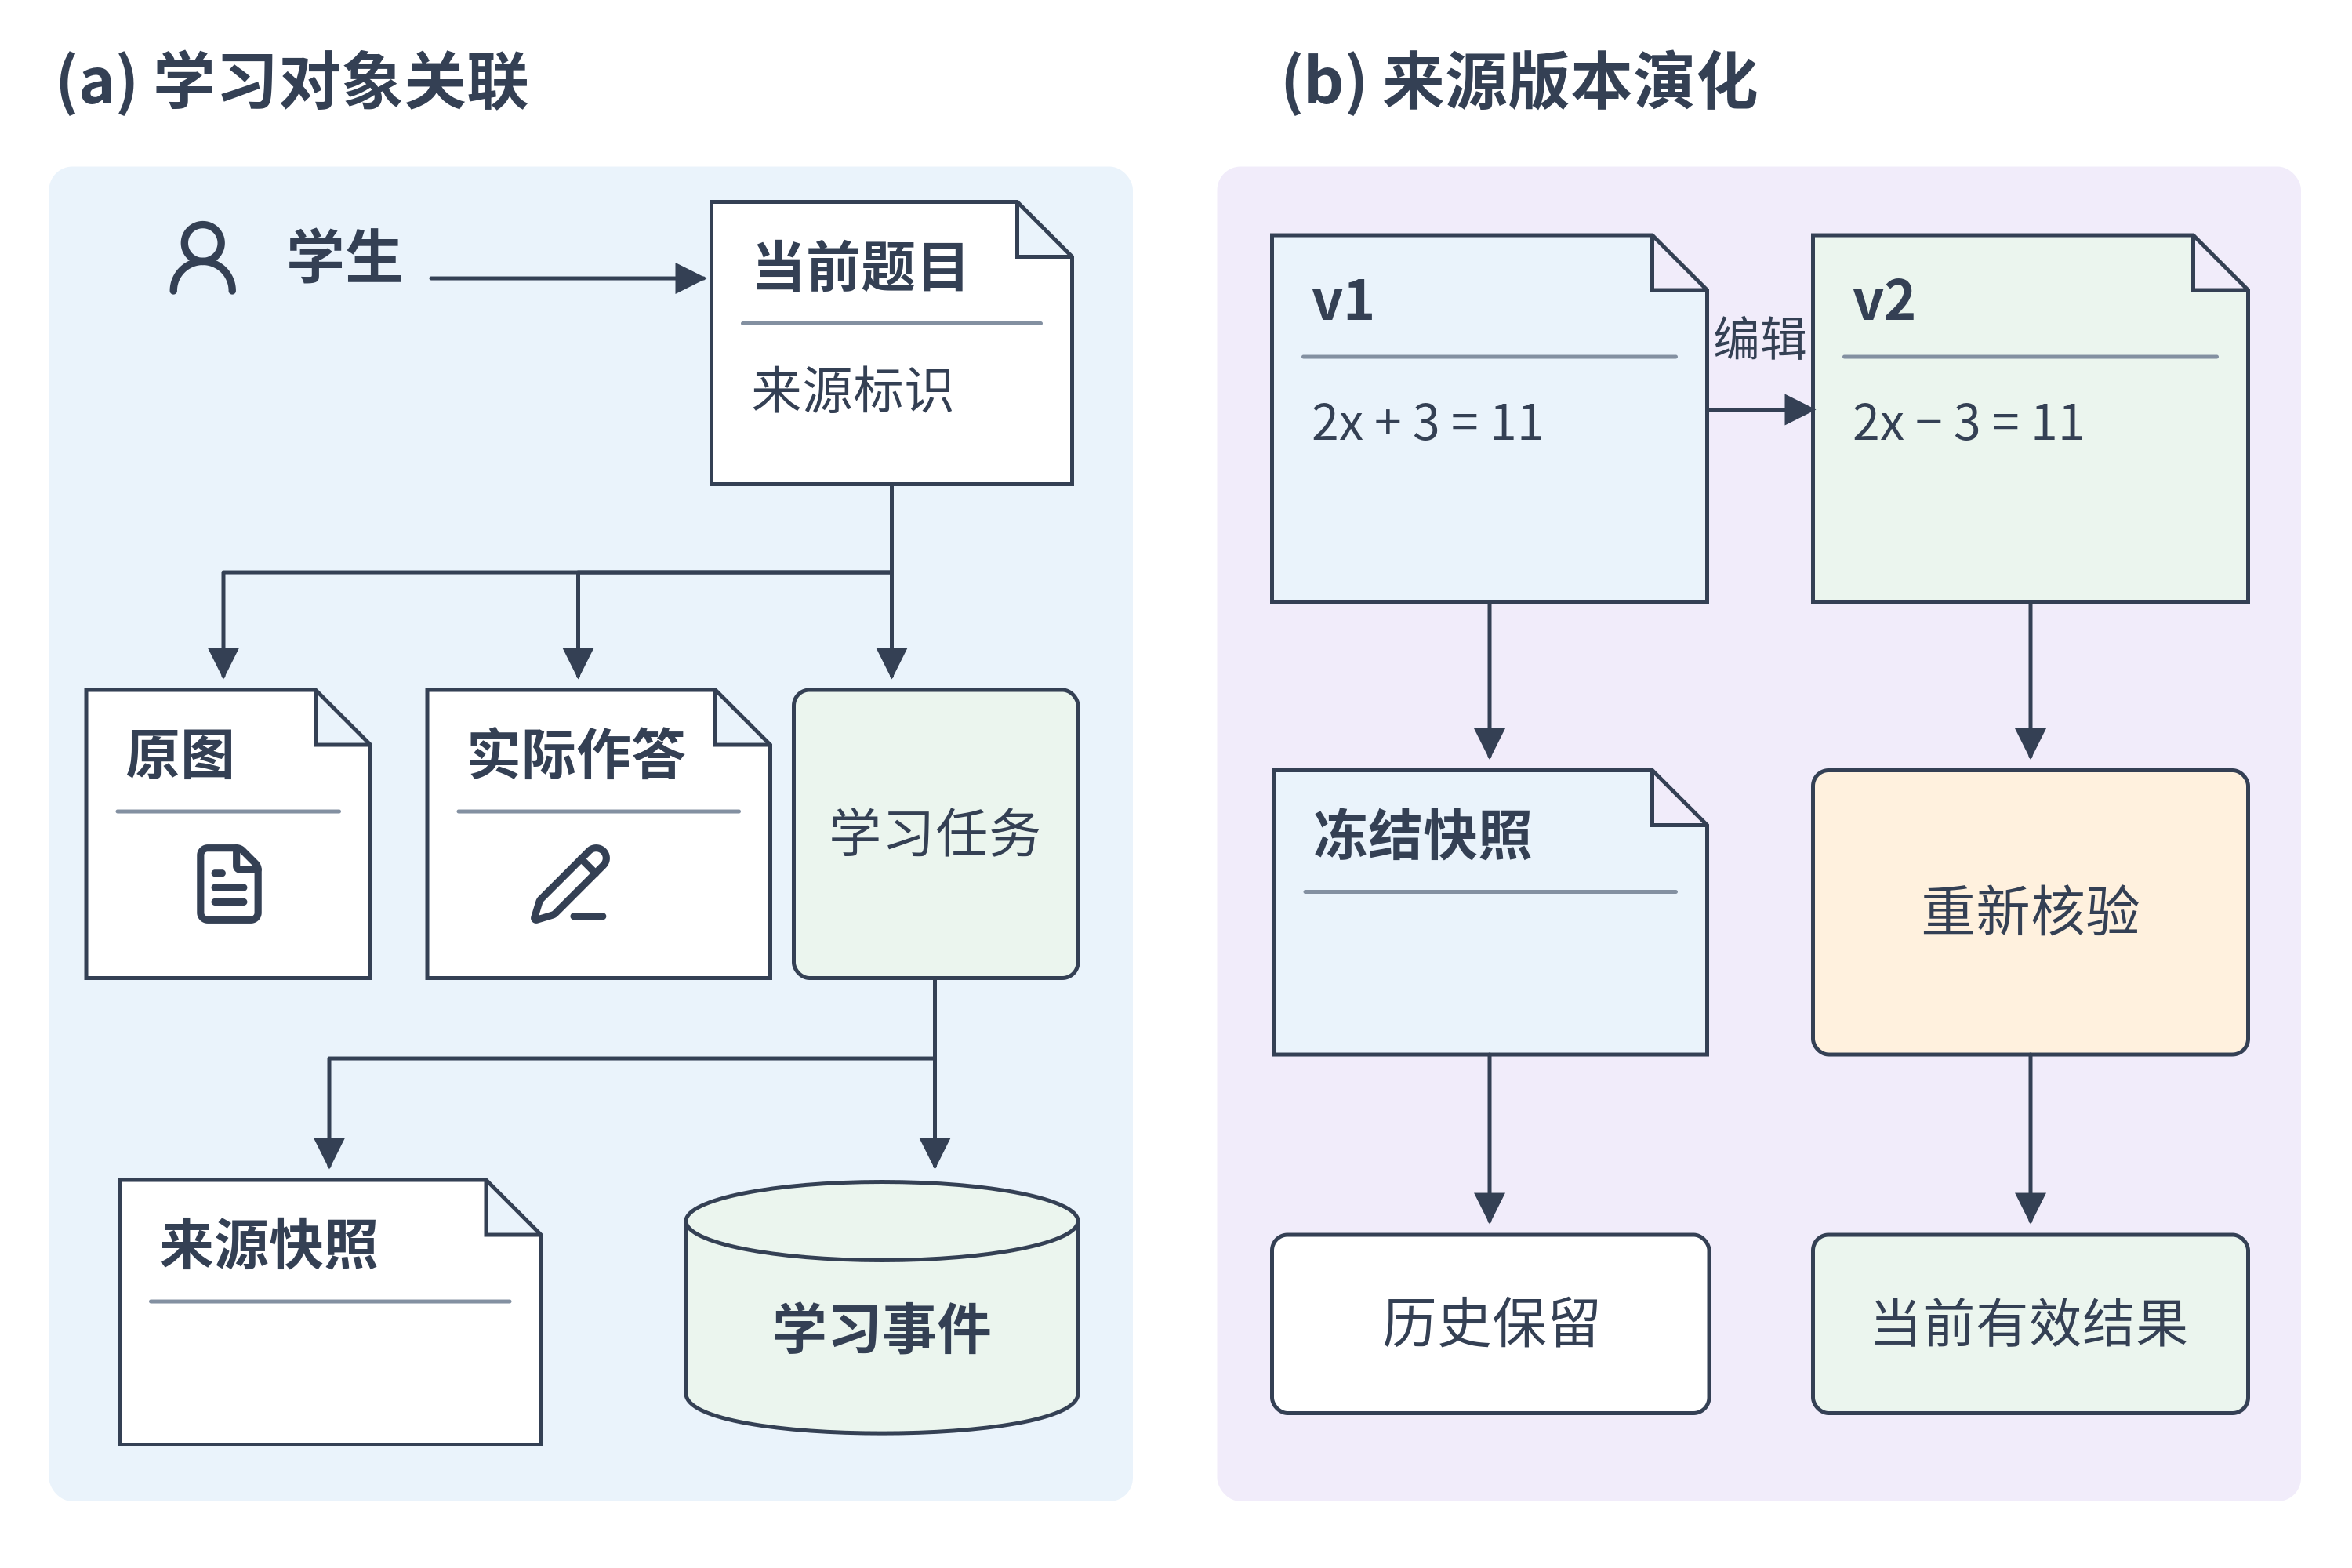 (a) 学习对象关联
学生
当前题目
来源标识
原图
实际作答
学习任务
来源快照
学习事件
(b) 来源版本演化
v1
2x + 3 = 11
编辑
v2
2x − 3 = 11
冻结快照
重新核验
历史保留
当前有效结果